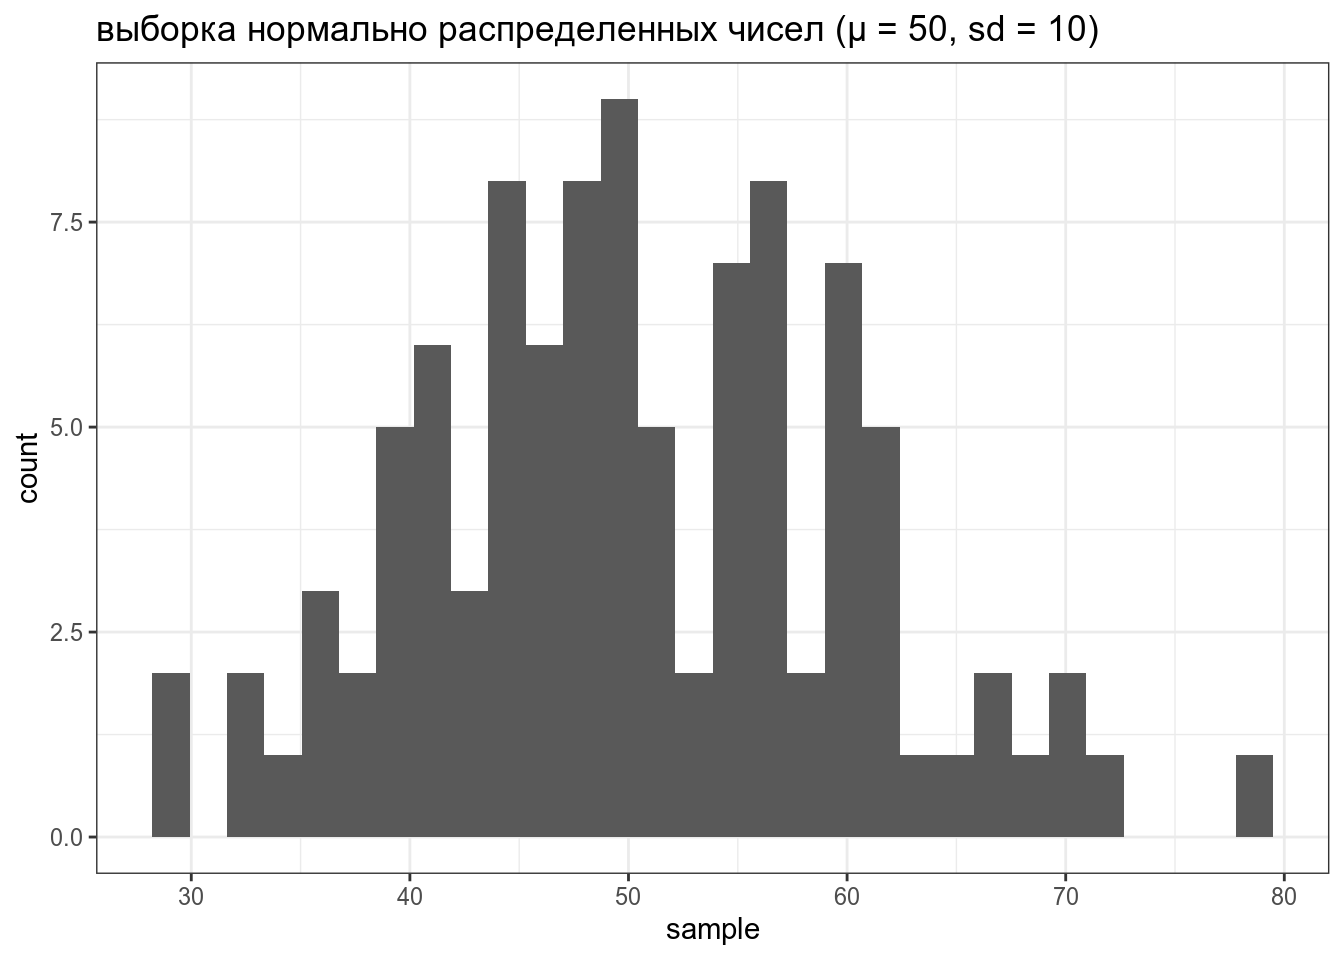 выборка нормально распределенных чисел (μ = 50, sd = 10)
7.5
5.0
2.5
0.0
count
30 40 50 60 70 80
sample